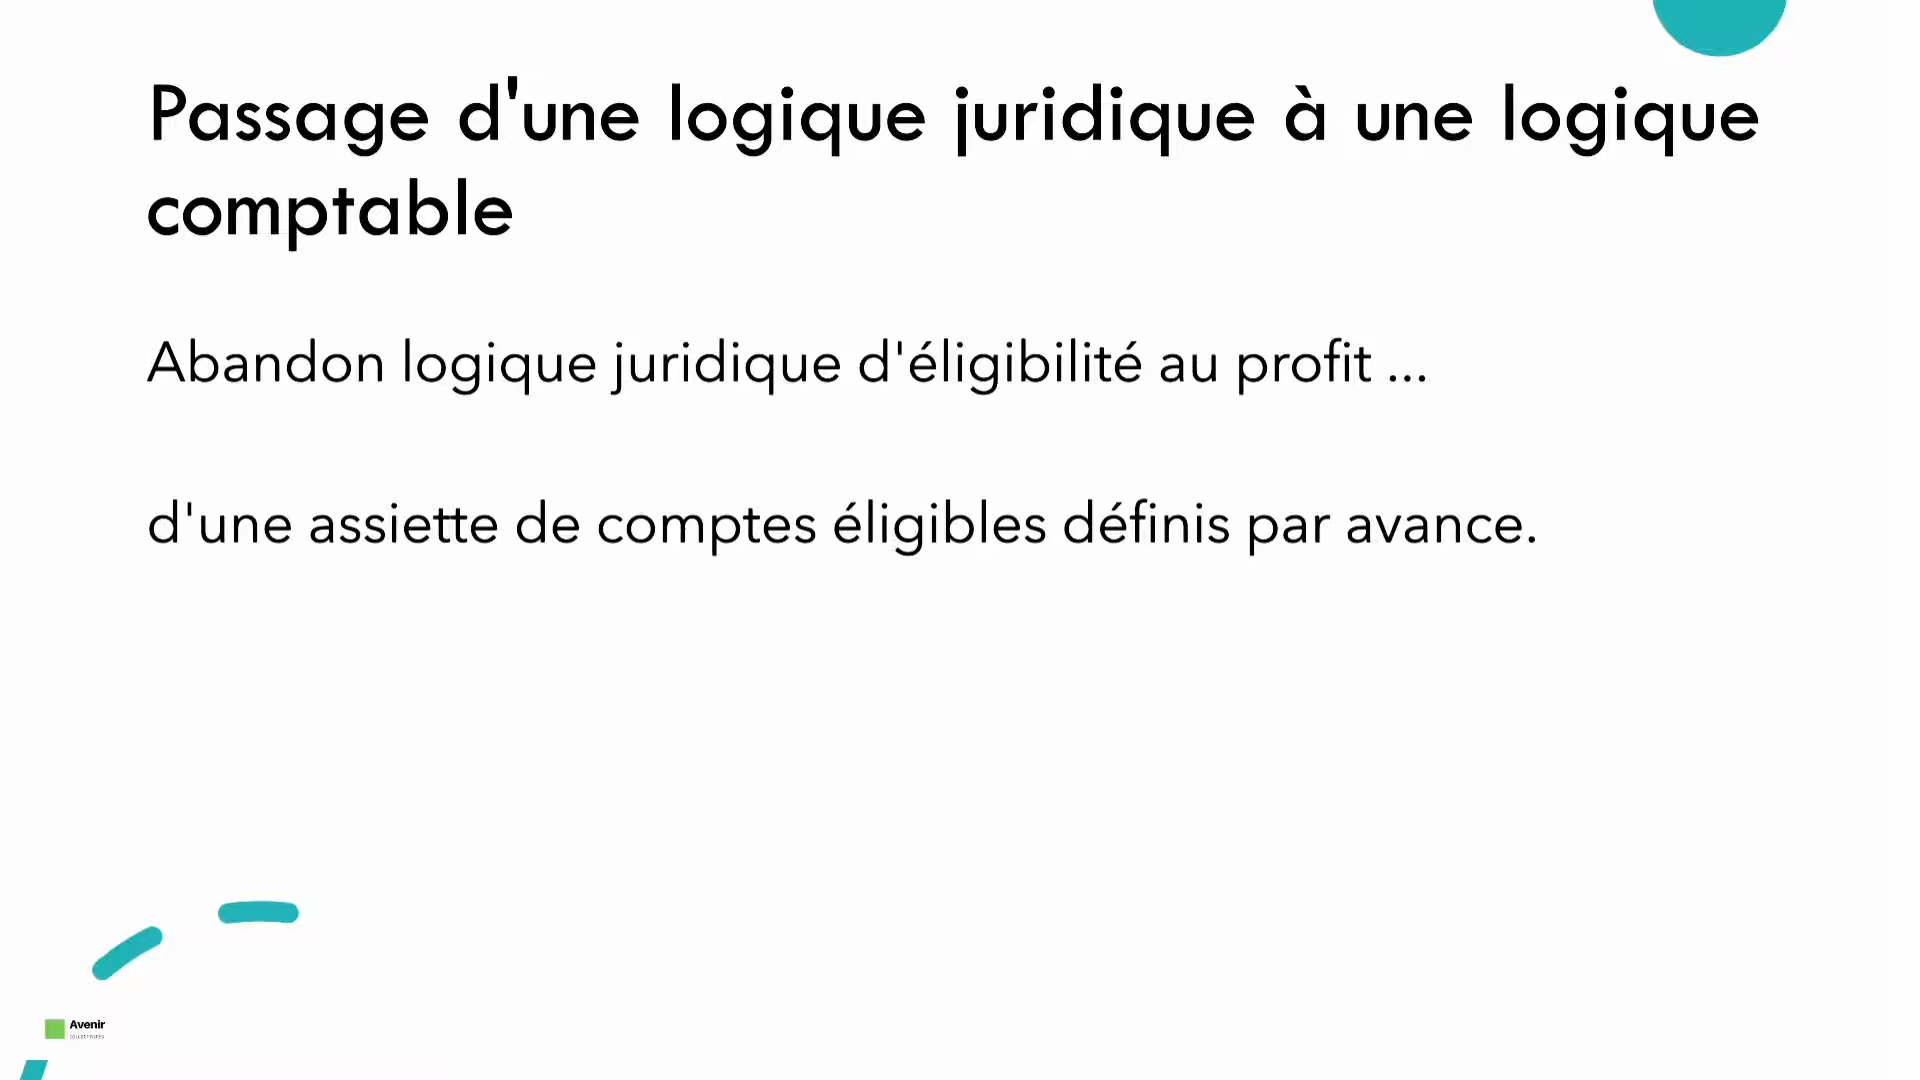 Passage d'une logique juridique à une logique
comptable
Abandon logique juridique d'éligibilité au profit ...
d'une assiette de comptes éligibles définis par avance.
Avenir
COLLECTIVITÉS